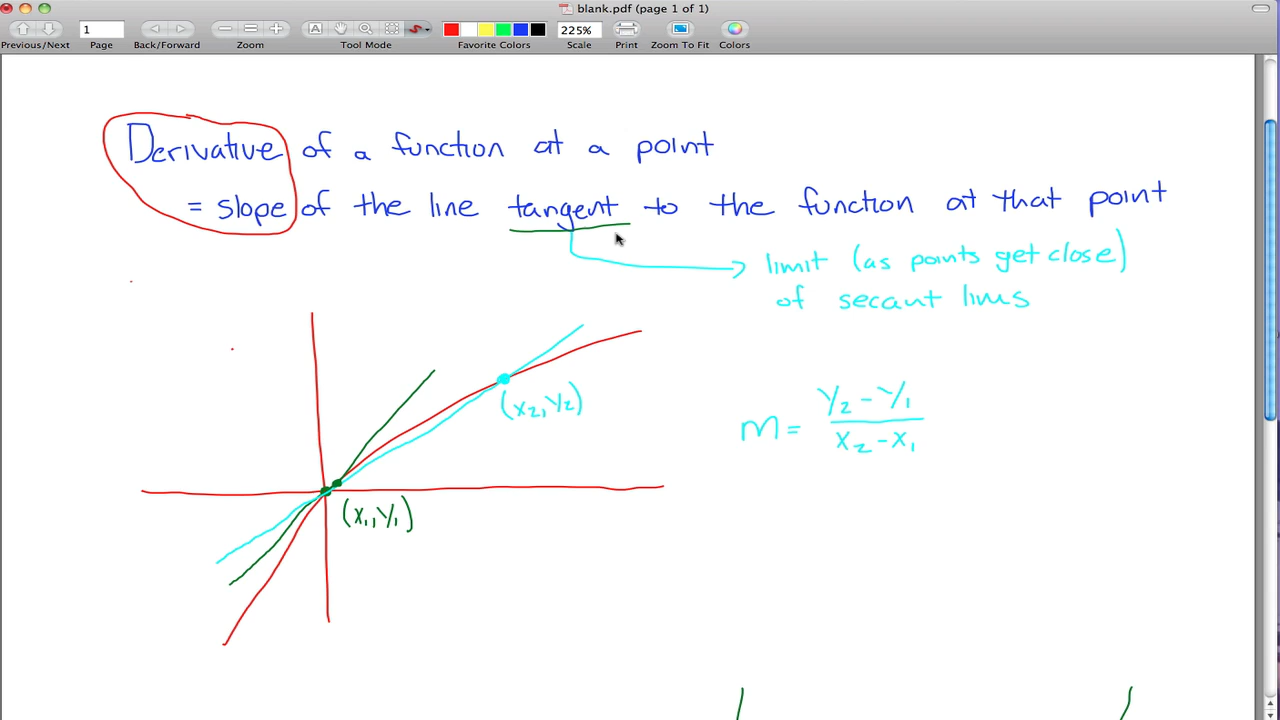 blank.pdf (page 1 of 1)
1
225%
Previous/Next Page Back/Forward Zoom Tool Mode Favorite Colors Scale Print Zoom To Fit Colors
Derivative of a function at a point
= slope of the line tangent to the function at that point
limit (as points get close)
of secant lines
(x₂, y₂)
m = y₂ - y₁
x₂ - x₁
(x₁, y₁)